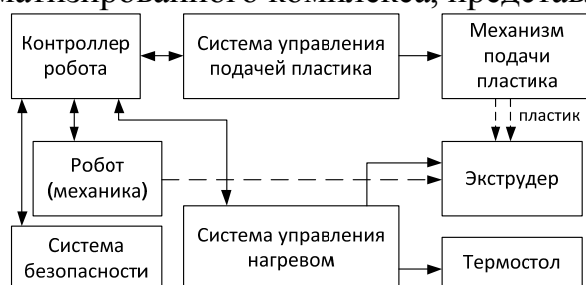 Контроллер
робота
Система управления
подачей пластика
Механизм
подачи
пластика
пластик
Робот
(механика)
Экструдер
Система управления
нагревом
Система
безопасности
Термостол